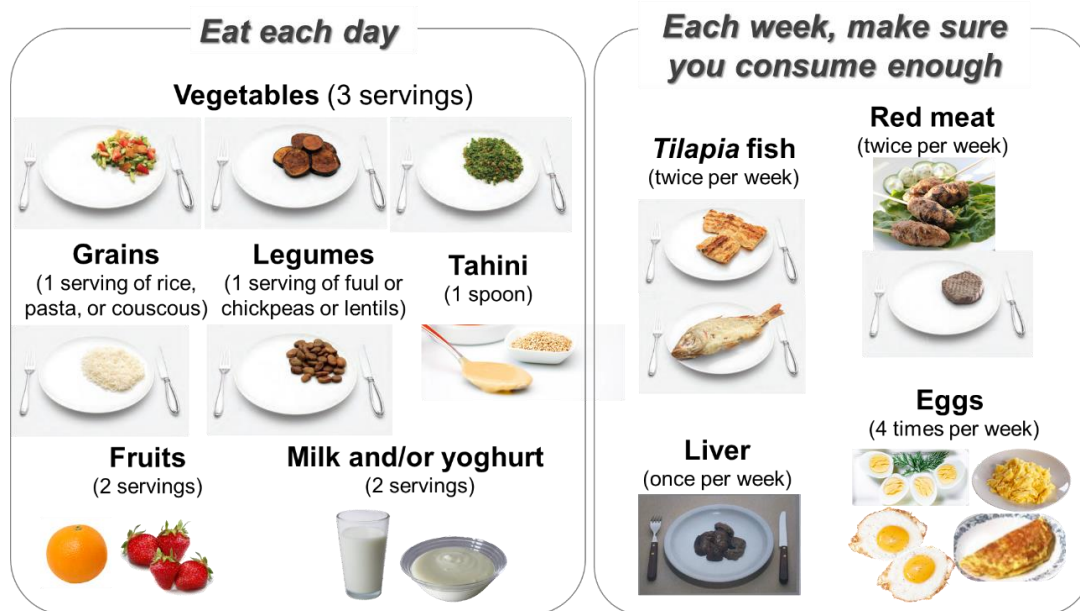 Eat each day
Vegetables (3 servings)
Grains
(1 serving of rice,
pasta, or couscous)
Legumes
(1 serving of fuul or
chickpeas or lentils)
Tahini
(1 spoon)
Fruits
(2 servings)
Milk and/or yoghurt
(2 servings)
Each week, make sure
you consume enough
Tilapia fish
(twice per week)
Red meat
(twice per week)
Liver
(once per week)
Eggs
(4 times per week)